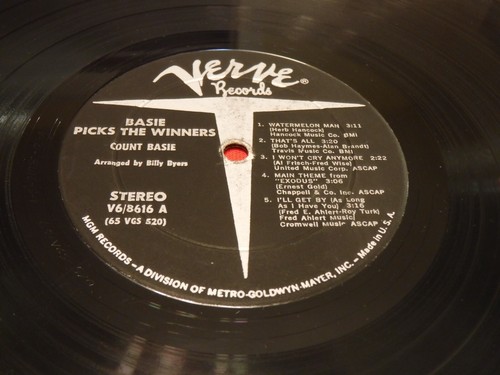 Verve®
Records
BASIE
PICKS THE WINNERS
COUNT BASIE
Arranged by Billy Byers
STEREO
V6/8616 A
(65 VGS 520)
1. WATERMELON MAN 3:11
(Herb Hancock)
Hancock Music Co. BMI
2. THAT'S ALL 3:20
(Bob Haymes-Alan Brandt)
Travis Music Co. BMI
3. I WON'T CRY ANYMORE 2:22
(Al Frisch-Fred Wise)
United Music Corp. ASCAP
4. MAIN THEME from
"EXODUS" 3:06
(Ernest Gold)
Chappell & Co. Inc. ASCAP
5. I'LL GET BY (As Long
As I Have You) 3:16
(Fred E. Ahlert-Roy Turk)
Fred Ahlert Music
Cromwell Music ASCAP
MGM RECORDS – A DIVISION OF METRO-GOLDWYN-MAYER, INC. – Made in U.S.A.